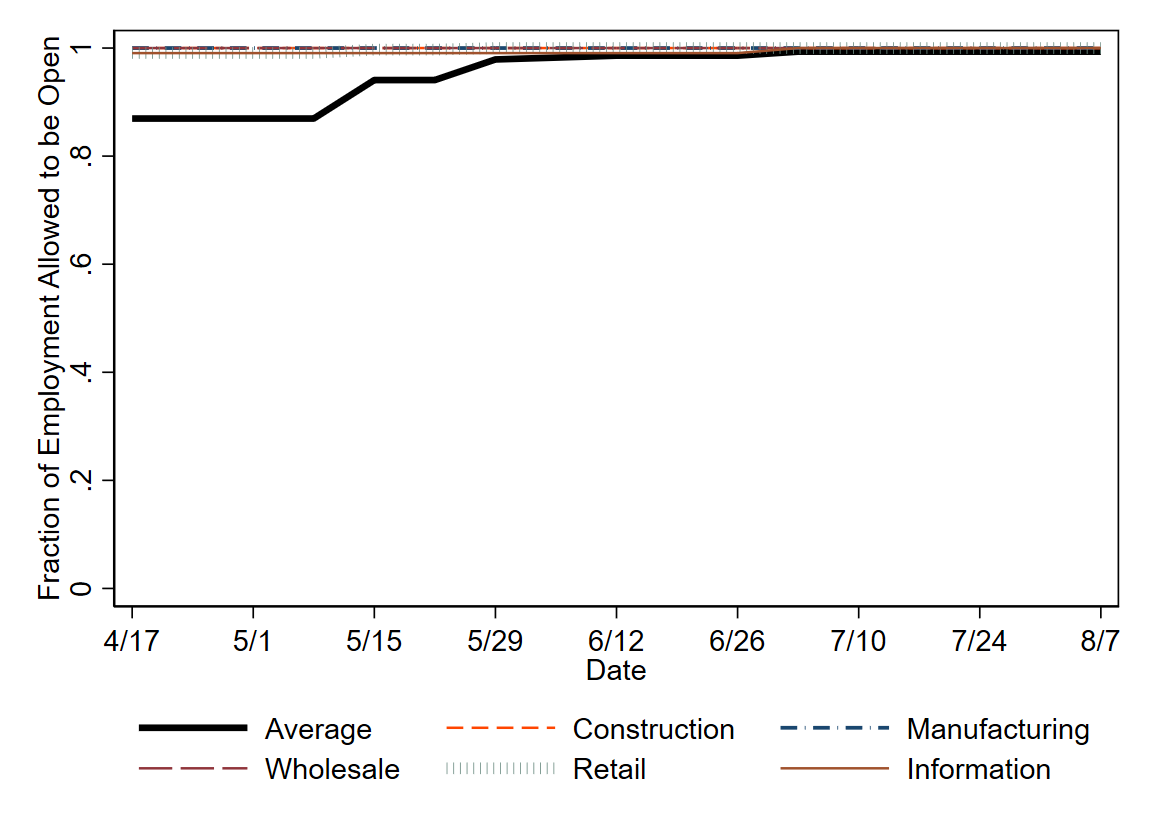 Fraction of Employment Allowed to be Open
1
.8
.6
.4
.2
0
4/17 5/1 5/15 5/29 6/12 6/26 7/10 7/24 8/7
Date
Average Construction Manufacturing
Wholesale Retail Information